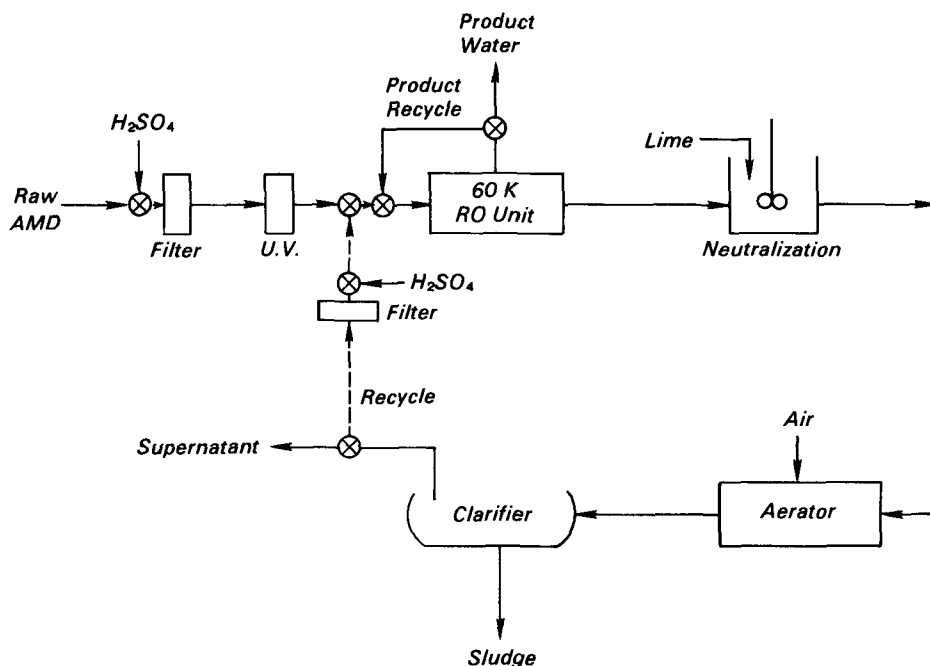 Product
Water
Product
Recycle
H₂SO₄
Raw
AMD
Filter
U.V.
60 K
RO Unit
Lime
Neutralization
H₂SO₄
Filter
Recycle
Supernatant
Clarifier
Air
Aerator
Sludge